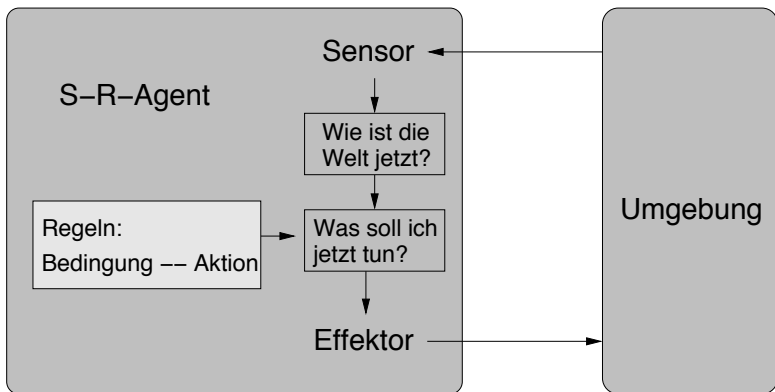 Sensor
S–R–Agent
Wie ist die
Welt jetzt?
Regeln:
Bedingung –– Aktion
Was soll ich
jetzt tun?
Effektor
Umgebung